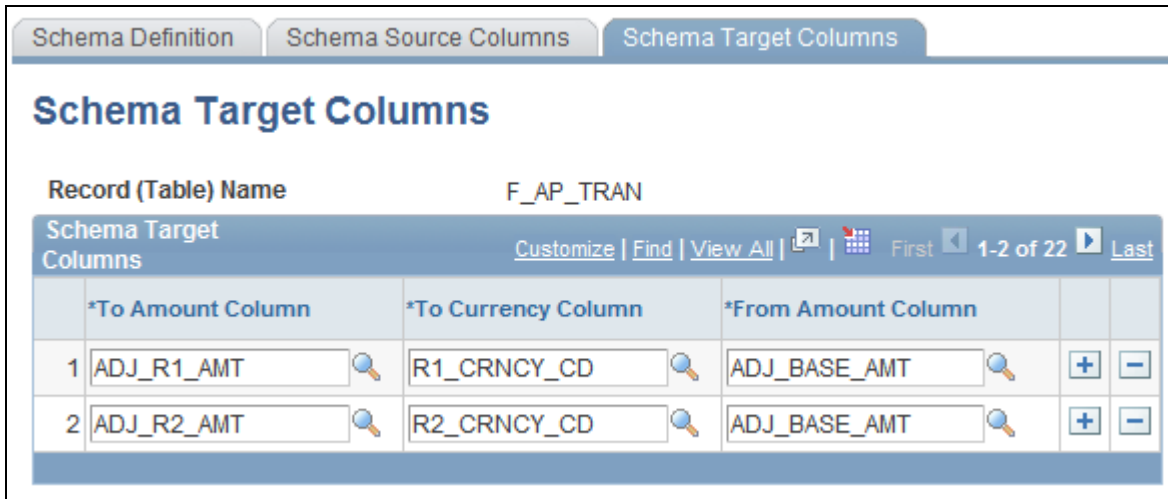 Schema Definition Schema Source Columns Schema Target Columns
Schema Target Columns
Record (Table) Name F_AP_TRAN
Schema Target Columns Customize | Find | View All | | First 1-2 of 22 Last
*To Amount Column *To Currency Column *From Amount Column
1 ADJ_R1_AMT R1_CRNCY_CD ADJ_BASE_AMT + -
2 ADJ_R2_AMT R2_CRNCY_CD ADJ_BASE_AMT + -